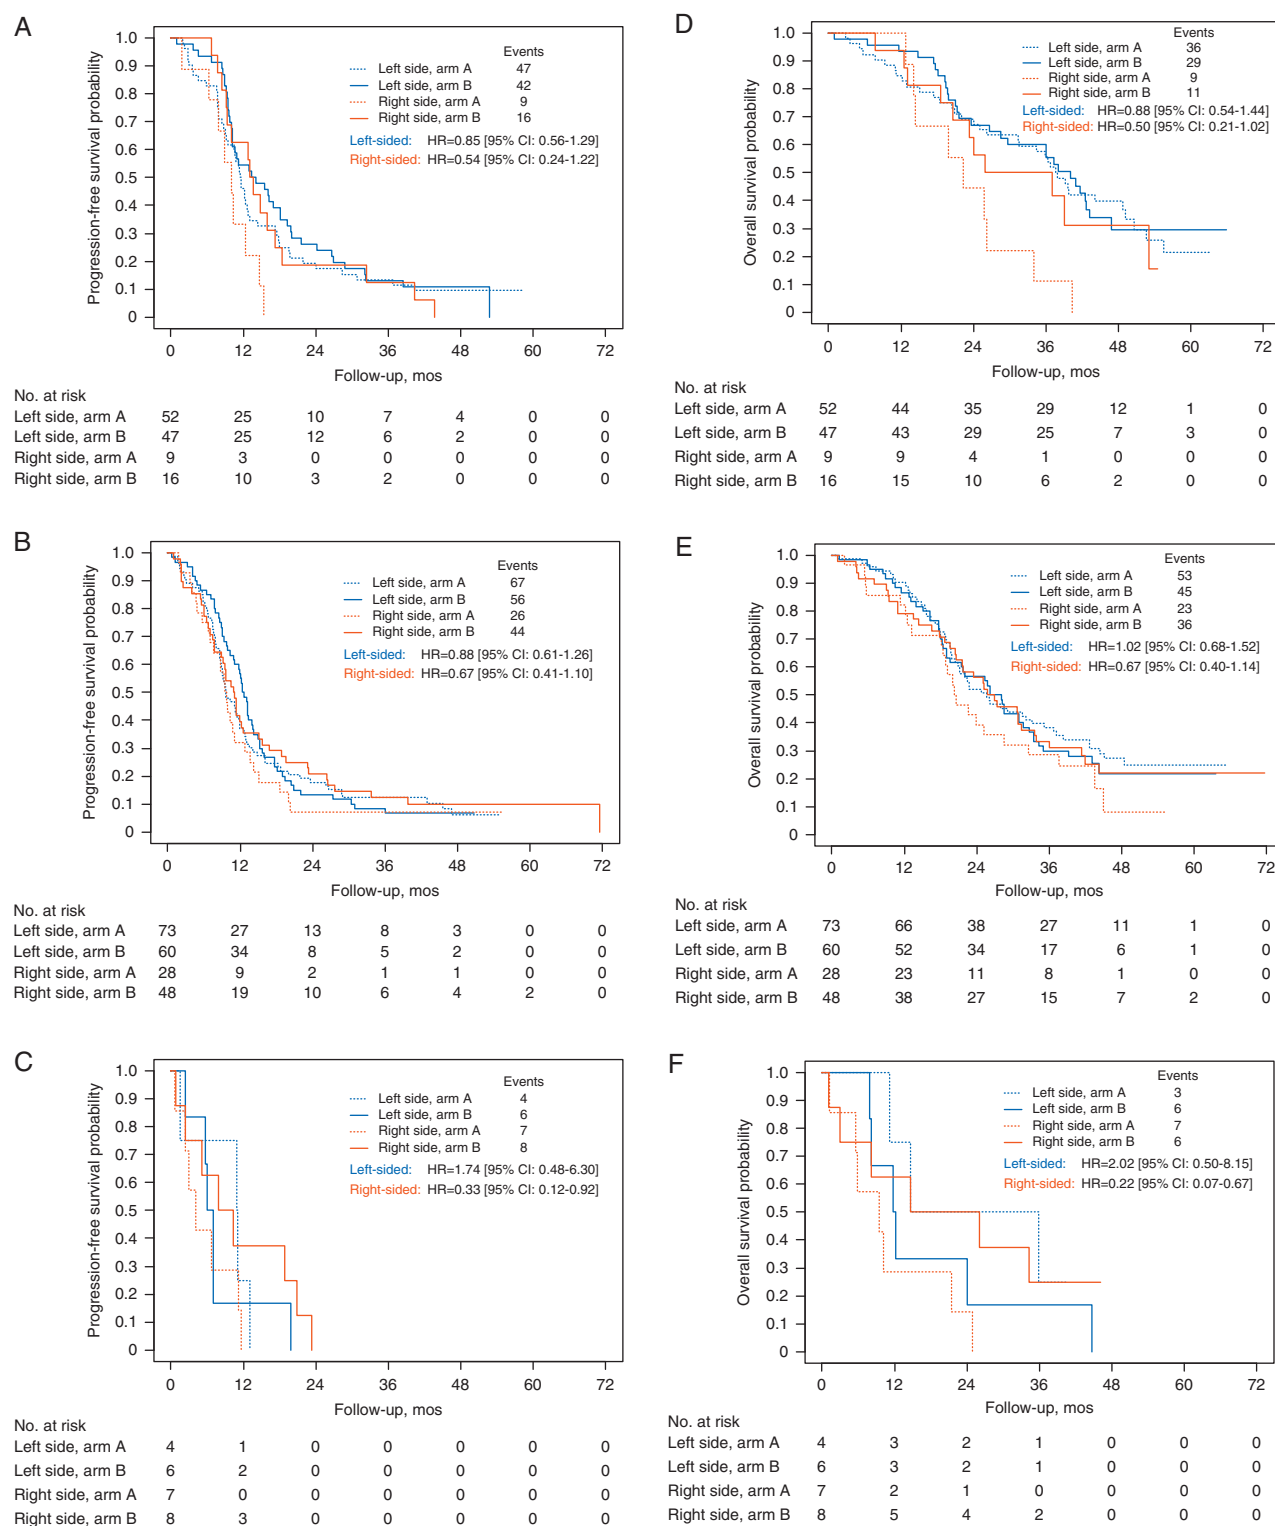 A
Progression-free survival probability
1.0
0.9
0.8
0.7
0.6
0.5
0.4
0.3
0.2
0.1
0
Events
Left side, arm A 47
Left side, arm B 42
Right side, arm A 9
Right side, arm B 16
Left-sided: HR=0.85 [95% CI: 0.56-1.29]
Right-sided: HR=0.54 [95% CI: 0.24-1.22]
0 12 24 36 48 60 72
Follow-up, mos
No. at risk
Left side, arm A 52 25 10 7 4 0 0
Left side, arm B 47 25 12 6 2 0 0
Right side, arm A 9 3 0 0 0 0 0
Right side, arm B 16 10 3 2 0 0 0
B
Progression-free survival probability
1.0
0.9
0.8
0.7
0.6
0.5
0.4
0.3
0.2
0.1
0
Events
Left side, arm A 67
Left side, arm B 56
Right side, arm A 26
Right side, arm B 44
Left-sided: HR=0.88 [95% CI: 0.61-1.26]
Right-sided: HR=0.67 [95% CI: 0.41-1.10]
0 12 24 36 48 60 72
Follow-up, mos
No. at risk
Left side, arm A 73 27 13 8 3 0 0
Left side, arm B 60 34 8 5 2 0 0
Right side, arm A 28 9 2 1 1 0 0
Right side, arm B 48 19 10 6 4 2 0
C
Progression-free survival probability
1.0
0.9
0.8
0.7
0.6
0.5
0.4
0.3
0.2
0.1
0
Events
Left side, arm A 4
Left side, arm B 6
Right side, arm A 7
Right side, arm B 8
Left-sided: HR=1.74 [95% CI: 0.48-6.30]
Right-sided: HR=0.33 [95% CI: 0.12-0.92]
0 12 24 36 48 60 72
Follow-up, mos
No. at risk
Left side, arm A 4 1 0 0 0 0 0
Left side, arm B 6 2 0 0 0 0 0
Right side, arm A 7 0 0 0 0 0 0
Right side, arm B 8 3 0 0 0 0 0
D
Overall survival probability
1.0
0.9
0.8
0.7
0.6
0.5
0.4
0.3
0.2
0.1
0
Events
Left side, arm A 36
Left side, arm B 29
Right side, arm A 9
Right side, arm B 11
Left-sided: HR=0.88 [95% CI: 0.54-1.44]
Right-sided: HR=0.50 [95% CI: 0.21-1.02]
0 12 24 36 48 60 72
Follow-up, mos
No. at risk
Left side, arm A 52 44 35 29 12 1 0
Left side, arm B 47 43 29 25 7 3 0
Right side, arm A 9 9 4 1 0 0 0
Right side, arm B 16 15 10 6 2 0 0
E
Overall survival probability
1.0
0.9
0.8
0.7
0.6
0.5
0.4
0.3
0.2
0.1
0
Events
Left side, arm A 53
Left side, arm B 45
Right side, arm A 23
Right side, arm B 36
Left-sided: HR=1.02 [95% CI: 0.68-1.52]
Right-sided: HR=0.67 [95% CI: 0.40-1.14]
0 12 24 36 48 60 72
Follow-up, mos
No. at risk
Left side, arm A 73 66 38 27 11 1 0
Left side, arm B 60 52 34 17 6 1 0
Right side, arm A 28 23 11 8 1 0 0
Right side, arm B 48 38 27 15 7 2 0
F
Overall survival probability
1.0
0.9
0.8
0.7
0.6
0.5
0.4
0.3
0.2
0.1
0
Events
Left side, arm A 3
Left side, arm B 6
Right side, arm A 7
Right side, arm B 6
Left-sided: HR=2.02 [95% CI: 0.50-8.15]
Right-sided: HR=0.22 [95% CI: 0.07-0.67]
0 12 24 36 48 60 72
Follow-up, mos
No. at risk
Left side, arm A 4 3 2 1 0 0 0
Left side, arm B 6 3 2 1 0 0 0
Right side, arm A 7 2 1 0 0 0 0
Right side, arm B 8 5 4 2 0 0 0